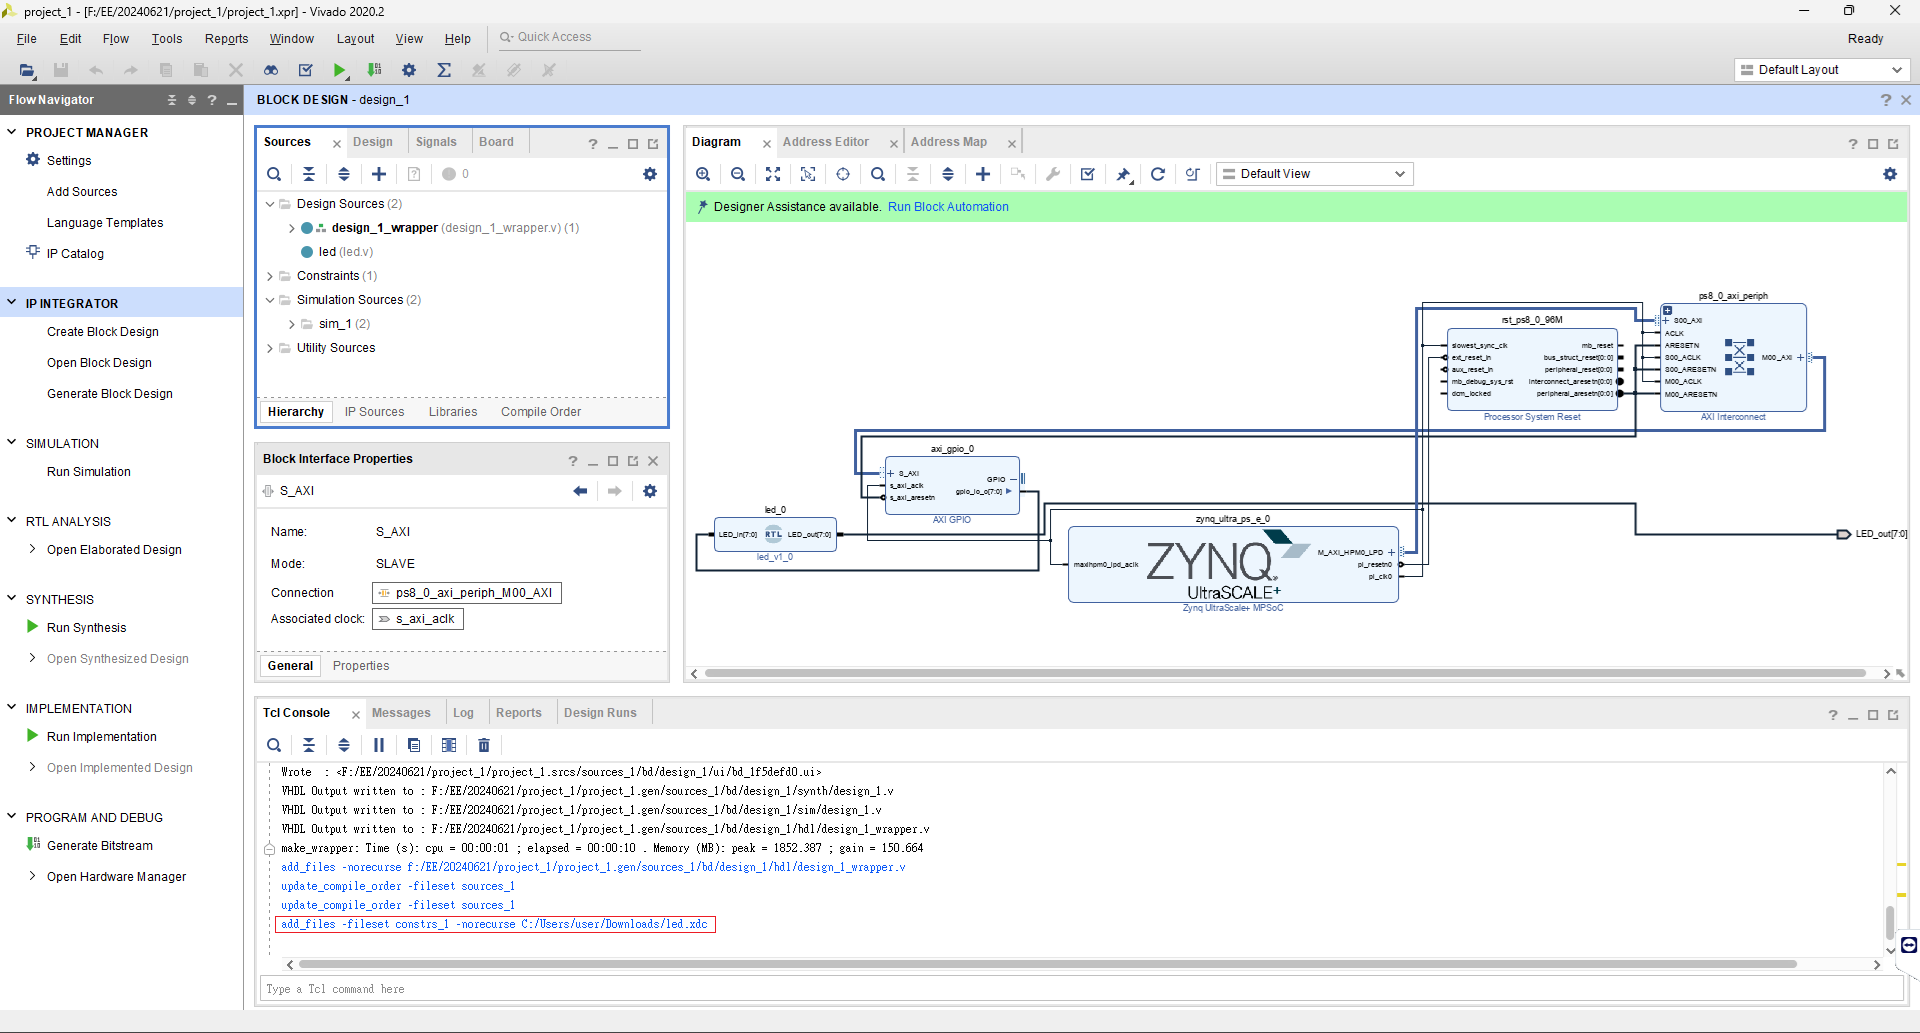 project_1 - [F:/EE/20240621/project_1/project_1.xpr] - Vivado 2020.2
File Edit Flow Tools Reports Window Layout View Help Quick Access Ready
Default Layout
Flow Navigator
PROJECT MANAGER
Settings
Add Sources
Language Templates
IP Catalog
IP INTEGRATOR
Create Block Design
Open Block Design
Generate Block Design
SIMULATION
Run Simulation
RTL ANALYSIS
Open Elaborated Design
SYNTHESIS
Run Synthesis
Open Synthesized Design
IMPLEMENTATION
Run Implementation
Open Implemented Design
PROGRAM AND DEBUG
Generate Bitstream
Open Hardware Manager
BLOCK DESIGN - design_1
Sources Design Signals Board
0
Design Sources (2)
design_1_wrapper (design_1_wrapper.v) (1)
led (led.v)
Constraints (1)
Simulation Sources (2)
sim_1 (2)
Utility Sources
Hierarchy IP Sources Libraries Compile Order
Block Interface Properties
S_AXI
Name: S_AXI
Mode: SLAVE
Connection ps8_0_axi_periph_M00_AXI
Associated clock: s_axi_aclk
General Properties
Diagram Address Editor Address Map
Default View
Designer Assistance available. Run Block Automation
ps8_0_axi_periph
S00_AXI
ACLK
ARESETN
S00_ACLK
S00_ARESETN
M00_ACLK
M00_ARESETN
M00_AXI
AXI Interconnect
rst_ps8_0_96M
slowest_sync_clk
ext_reset_in
aux_reset_in
mb_debug_sys_rst
dcm_locked
mb_reset
bus_struct_reset[0:0]
peripheral_reset[0:0]
interconnect_aresetn[0:0]
peripheral_aresetn[0:0]
Processor System Reset
axi_gpio_0
S_AXI
s_axi_aclk
s_axi_aresetn
GPIO
gpio_io_o[7:0]
AXI GPIO
led_0
LED_in[7:0] RTL LED_out[7:0]
led_v1_0
zynq_ultra_ps_e_0
maxihpm0_lpd_aclk
ZYNQ
UltraSCALE+
M_AXI_HPM0_LPD
pl_resetn0
pl_clk0
Zynq UltraScale+ MPSoC
LED_out[7:0]
Tcl Console Messages Log Reports Design Runs
Wrote : <F:/EE/20240621/project_1/project_1.srcs/sources_1/bd/design_1/ui/bd_1f5defd0.ui>
VHDL Output written to : F:/EE/20240621/project_1/project_1.gen/sources_1/bd/design_1/synth/design_1.v
VHDL Output written to : F:/EE/20240621/project_1/project_1.gen/sources_1/bd/design_1/sim/design_1.v
VHDL Output written to : F:/EE/20240621/project_1/project_1.gen/sources_1/bd/design_1/hdl/design_1_wrapper.v
make_wrapper: Time (s): cpu = 00:00:01 ; elapsed = 00:00:10 . Memory (MB): peak = 1852.387 ; gain = 150.664
add_files -norecurse f:/EE/20240621/project_1/project_1.gen/sources_1/bd/design_1/hdl/design_1_wrapper.v
update_compile_order -fileset sources_1
update_compile_order -fileset sources_1
add_files -fileset constrs_1 -norecurse C:/Users/user/Downloads/led.xdc
Type a Tcl command here